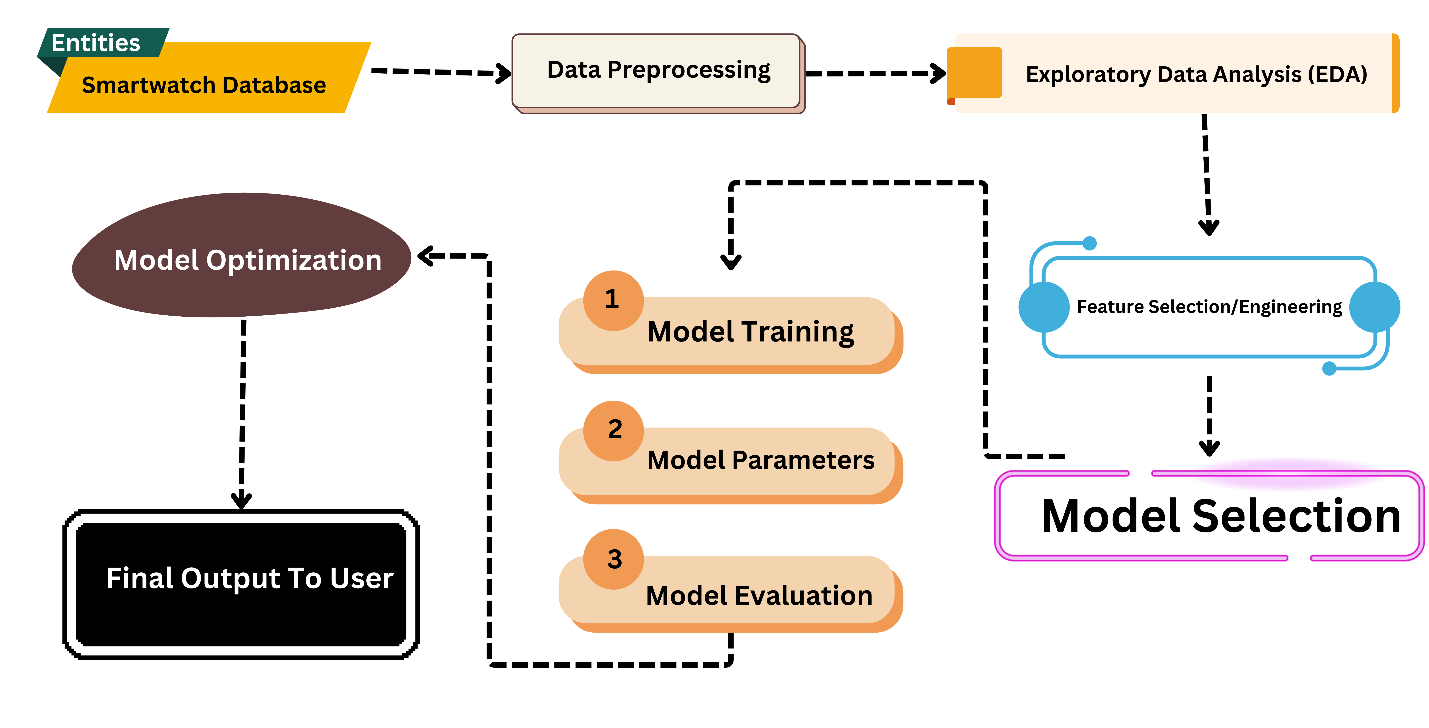 Entities
Smartwatch Database
Data Preprocessing
Exploratory Data Analysis (EDA)
Feature Selection/Engineering
Model Selection
1
Model Training
2
Model Parameters
3
Model Evaluation
Model Optimization
Final Output To User